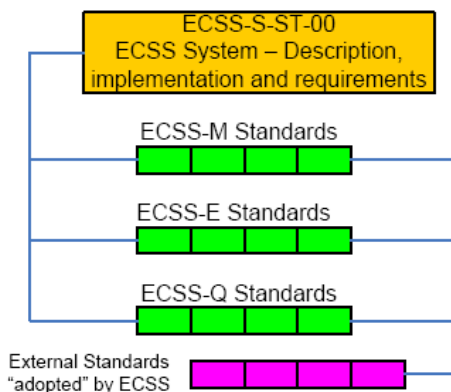 ECSS-S-ST-00
ECSS System – Description,
implementation and requirements
ECSS-M Standards
ECSS-E Standards
ECSS-Q Standards
External Standards
“adopted” by ECSS